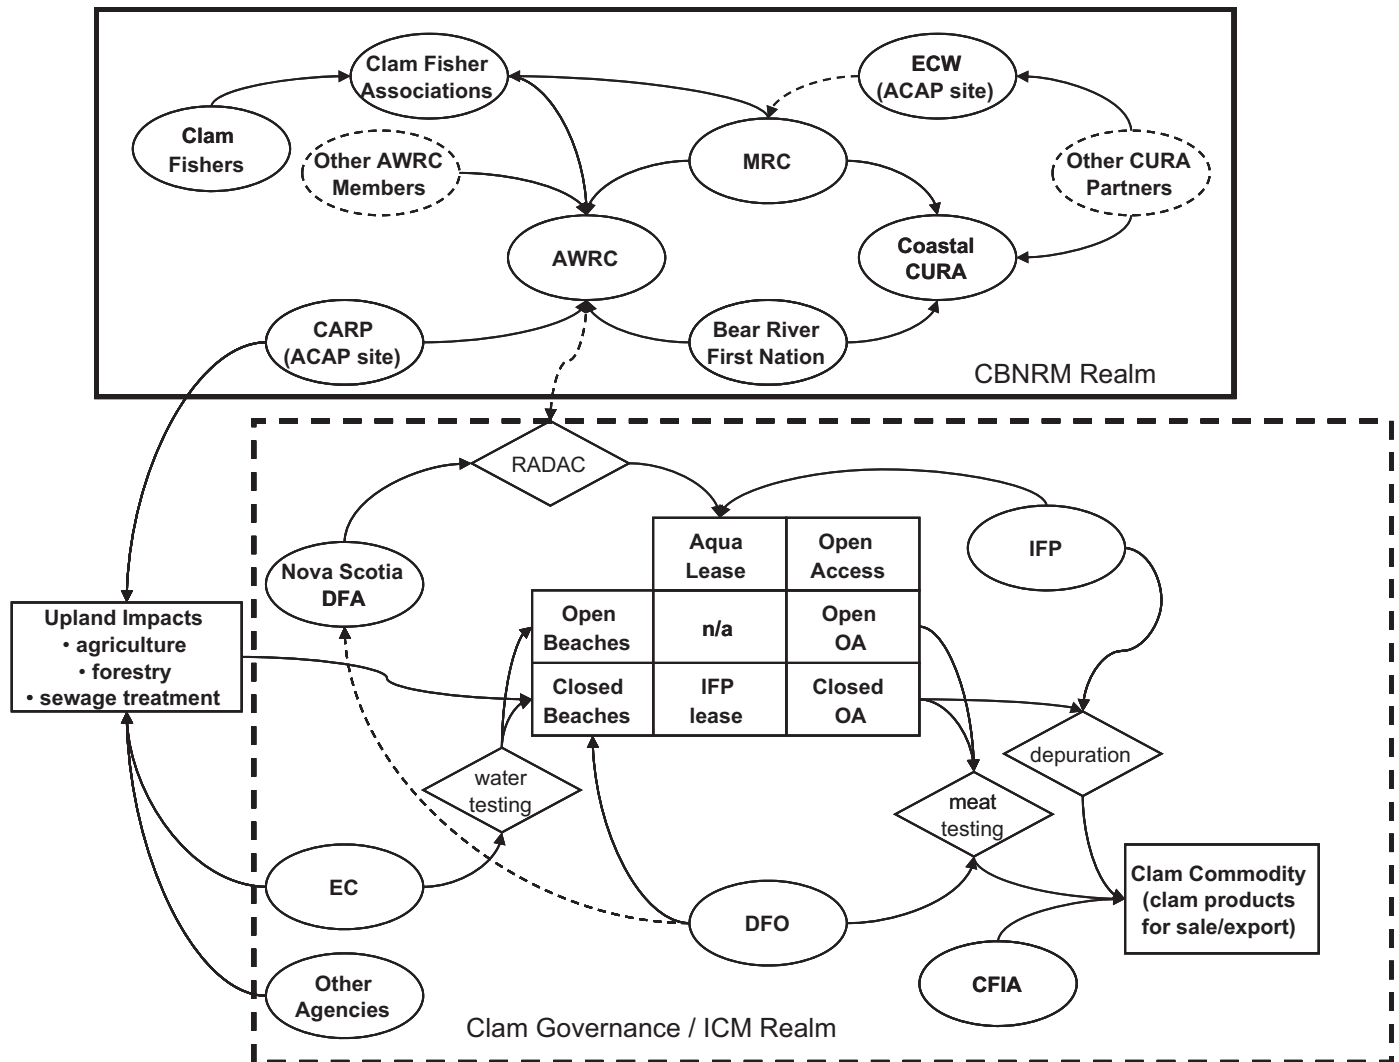 Clam Fisher
Associations
ECW
(ACAP site)
Clam
Fishers
Other AWRC
Members
MRC
Other CURA
Partners
AWRC
Coastal
CURA
CARP
(ACAP site)
Bear River
First Nation
CBNRM Realm
RADAC
Nova Scotia
DFA
Aqua
Lease
Open
Access
IFP
Upland Impacts
• agriculture
• forestry
• sewage treatment
Open
Beaches
n/a
Open
OA
Closed
Beaches
IFP
lease
Closed
OA
water
testing
depuration
meat
testing
EC
DFO
Clam Commodity
(clam products
for sale/export)
Other
Agencies
CFIA
Clam Governance / ICM Realm